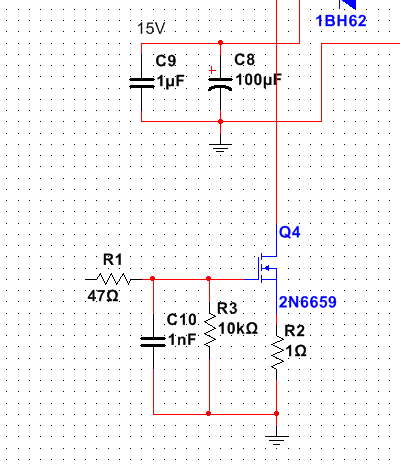 1BH62
15V
C9
1µF
C8
100µF
Q4
2N6659
R1
47Ω
C10
1nF
R3
10kΩ
R2
1Ω